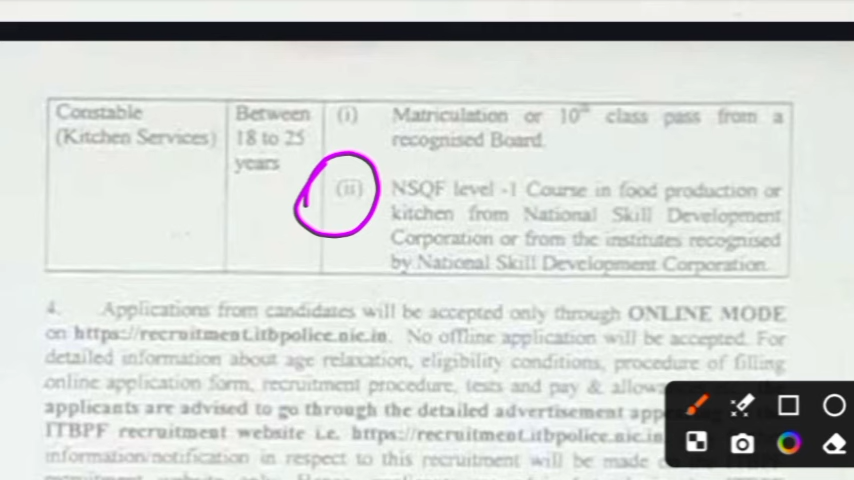 Constable Between (i) Matriculation or 10th class pass from a
(Kitchen Services) 18 to 25 recognised Board.
years
(ii) NSQF level -1 Course in food production or
kitchen from National Skill Development
Corporation or from the institutes recognised
by National Skill Development Corporation.
4. Applications from candidates will be accepted only through ONLINE MODE
on https://recruitment.itbpolice.nic.in. No offline application will be accepted. For
detailed information about age relaxation, eligibility conditions, procedure of filling
online application form, recruitment procedure, tests and pay &
applicants are advised to go through the detailed advertisement
ITBPF recruitment website i.e. https://recruitment.itbpolice.nic.in
information/notification in respect to this recruitment will be made